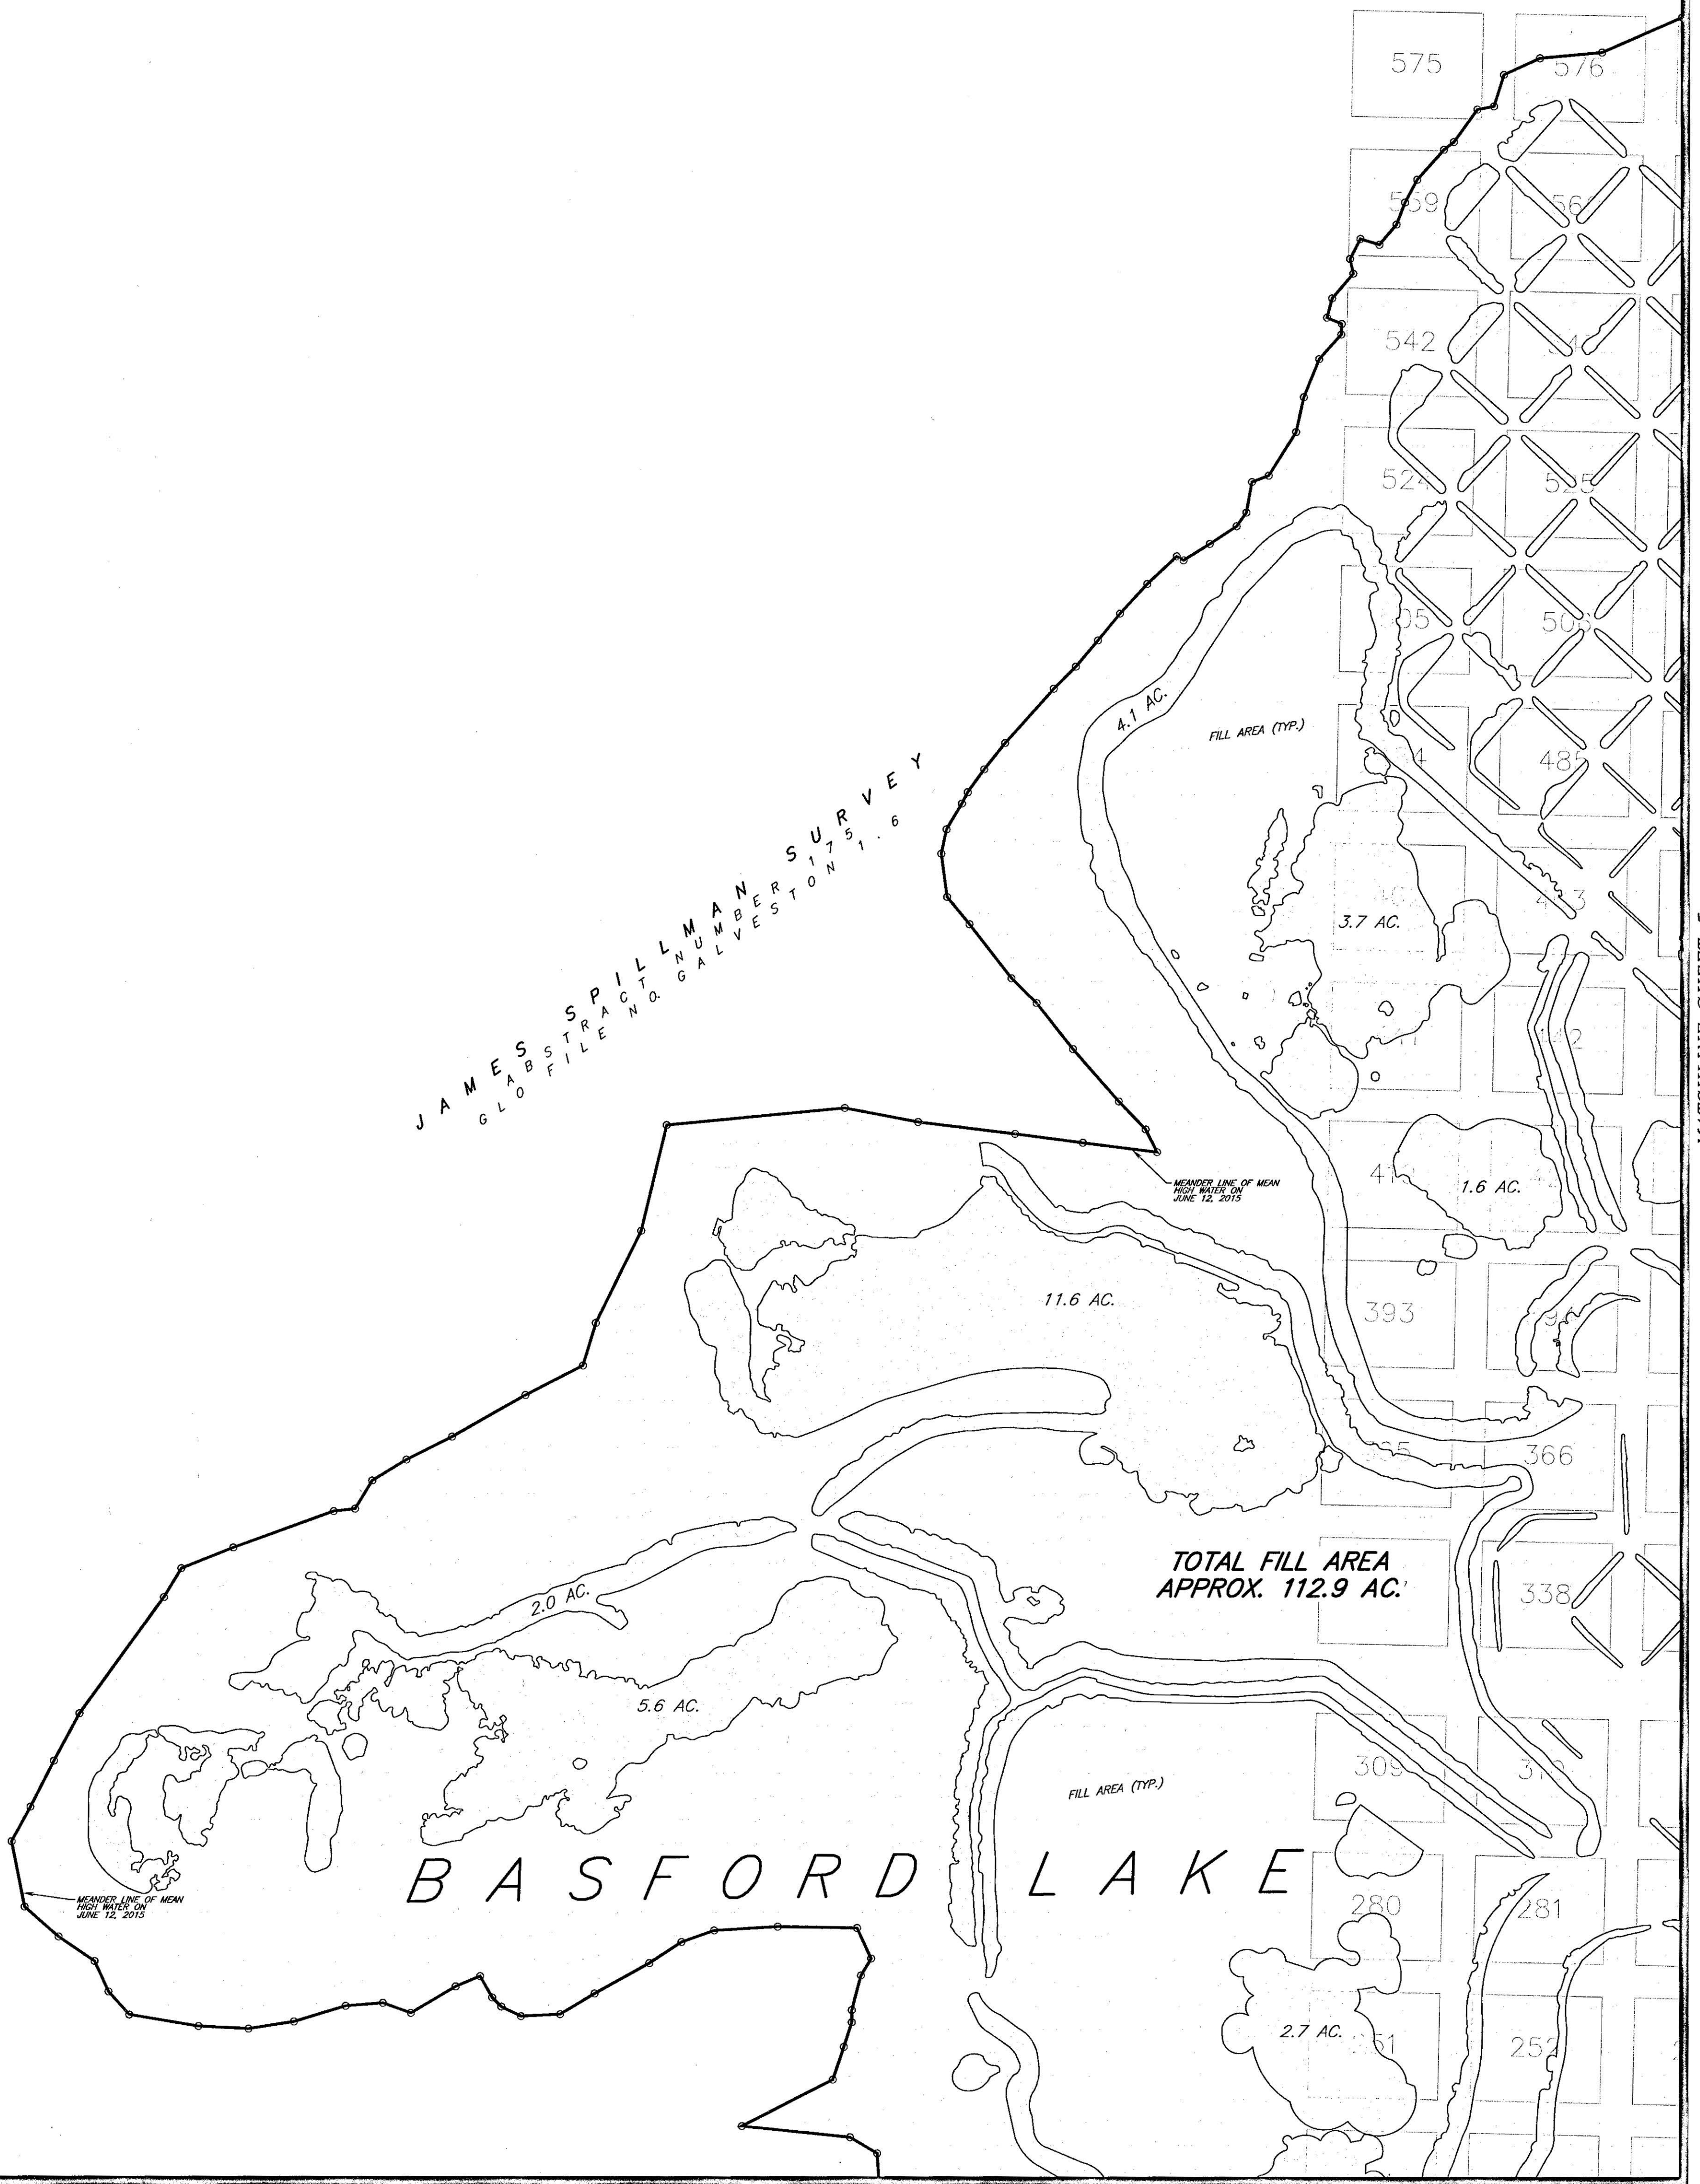 575
576
569
542
524
525
506
4.1 AC.
FILL AREA (TYP.)
485
JAMES SPILLMAN SURVEY
ABSTRACT NUMBER 175
GLO FILE NO. GALVESTON 1.6
3.7 AC.
MEANDER LINE OF MEAN
HIGH WATER ON
JUNE 12, 2015
1.6 AC.
11.6 AC.
393
366
TOTAL FILL AREA
APPROX. 112.9 AC.
338
2.0 AC.
5.6 AC.
309
310
FILL AREA (TYP.)
BASFORD LAKE
MEANDER LINE OF MEAN
HIGH WATER ON
JUNE 12, 2015
280
281
2.7 AC.
252